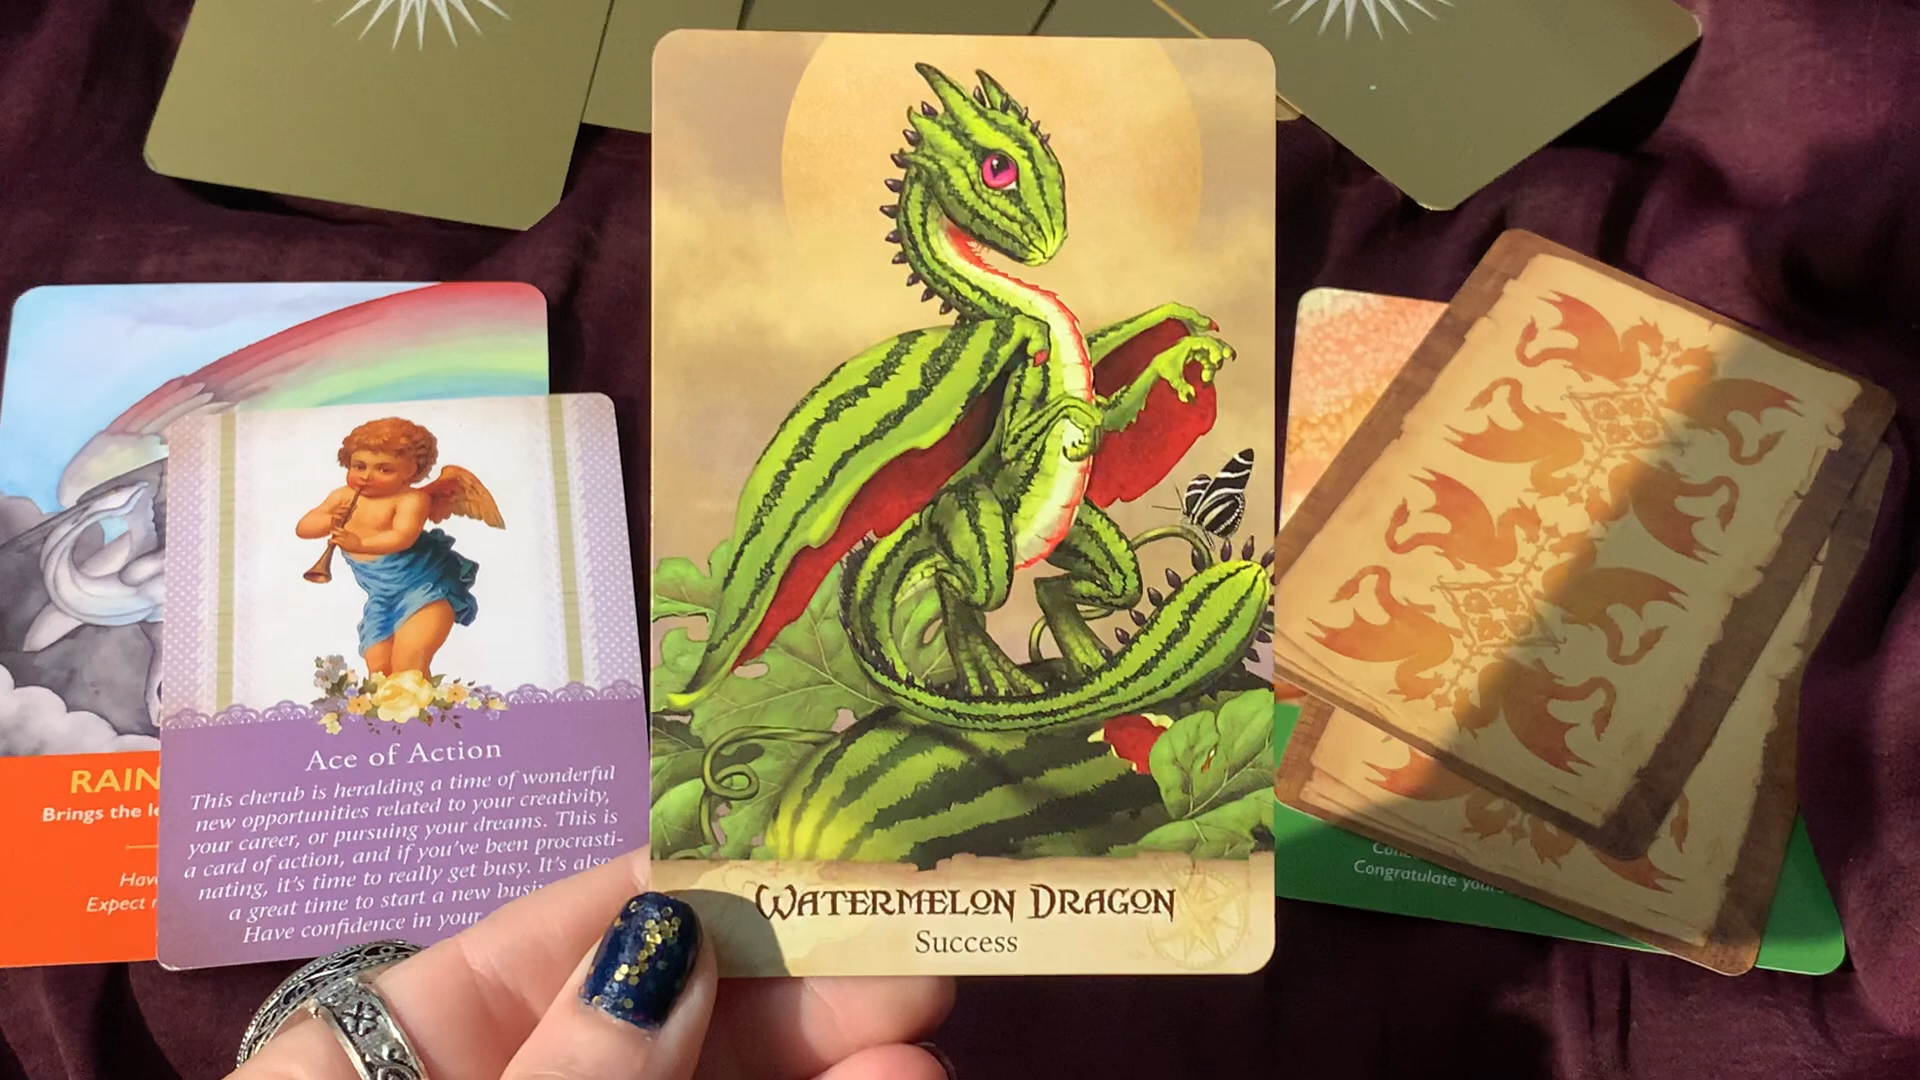 RAIN
Brings the
Ace of Action
This cherub is heralding a time of wonderful
new opportunities related to your creativity,
your career, or pursuing your dreams. This is
a card of action, and if you've been procrasti-
nating, it's time to really get busy. It's also
a great time to start a new
Have confidence in your
Expect
WATERMELON DRAGON
Success
Congratulate